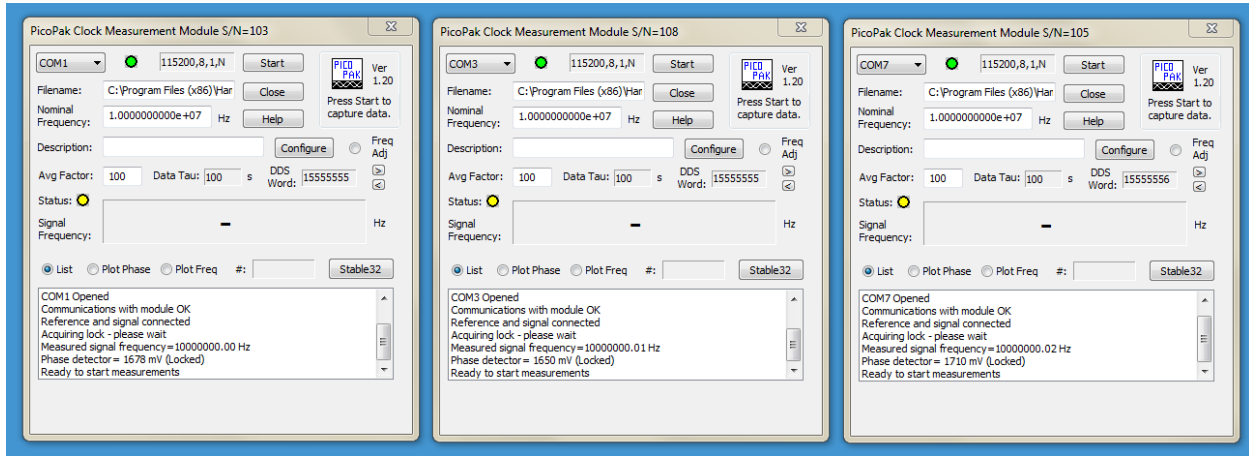 PicoPak Clock Measurement Module S/N=103
COM1
115200,8,1,N
Start
PICO
PAK
Ver
1.20
Filename:
C:\Program Files (x86)\Har
Close
Press Start to
capture data.
Nominal
Frequency:
1.0000000000e+07
Hz
Help
Description:
Configure
Freq
Adj
Avg Factor:
100
Data Tau:
100
s
DDS
Word:
15555555
>
<
Status:
Signal
Frequency:
-
Hz
List
Plot Phase
Plot Freq
#:
Stable32
COM1 Opened
Communications with module OK
Reference and signal connected
Acquiring lock - please wait
Measured signal frequency=10000000.00 Hz
Phase detector= 1678 mV (Locked)
Ready to start measurements
PicoPak Clock Measurement Module S/N=108
COM3
115200,8,1,N
Start
PICO
PAK
Ver
1.20
Filename:
C:\Program Files (x86)\Har
Close
Press Start to
capture data.
Nominal
Frequency:
1.0000000000e+07
Hz
Help
Description:
Configure
Freq
Adj
Avg Factor:
100
Data Tau:
100
s
DDS
Word:
15555555
>
<
Status:
Signal
Frequency:
-
Hz
List
Plot Phase
Plot Freq
#:
Stable32
COM3 Opened
Communications with module OK
Reference and signal connected
Acquiring lock - please wait
Measured signal frequency=10000000.01 Hz
Phase detector= 1650 mV (Locked)
Ready to start measurements
PicoPak Clock Measurement Module S/N=105
COM7
115200,8,1,N
Start
PICO
PAK
Ver
1.20
Filename:
C:\Program Files (x86)\Har
Close
Press Start to
capture data.
Nominal
Frequency:
1.0000000000e+07
Hz
Help
Description:
Configure
Freq
Adj
Avg Factor:
100
Data Tau:
100
s
DDS
Word:
15555556
>
<
Status:
Signal
Frequency:
-
Hz
List
Plot Phase
Plot Freq
#:
Stable32
COM7 Opened
Communications with module OK
Reference and signal connected
Acquiring lock - please wait
Measured signal frequency=10000000.02 Hz
Phase detector= 1710 mV (Locked)
Ready to start measurements